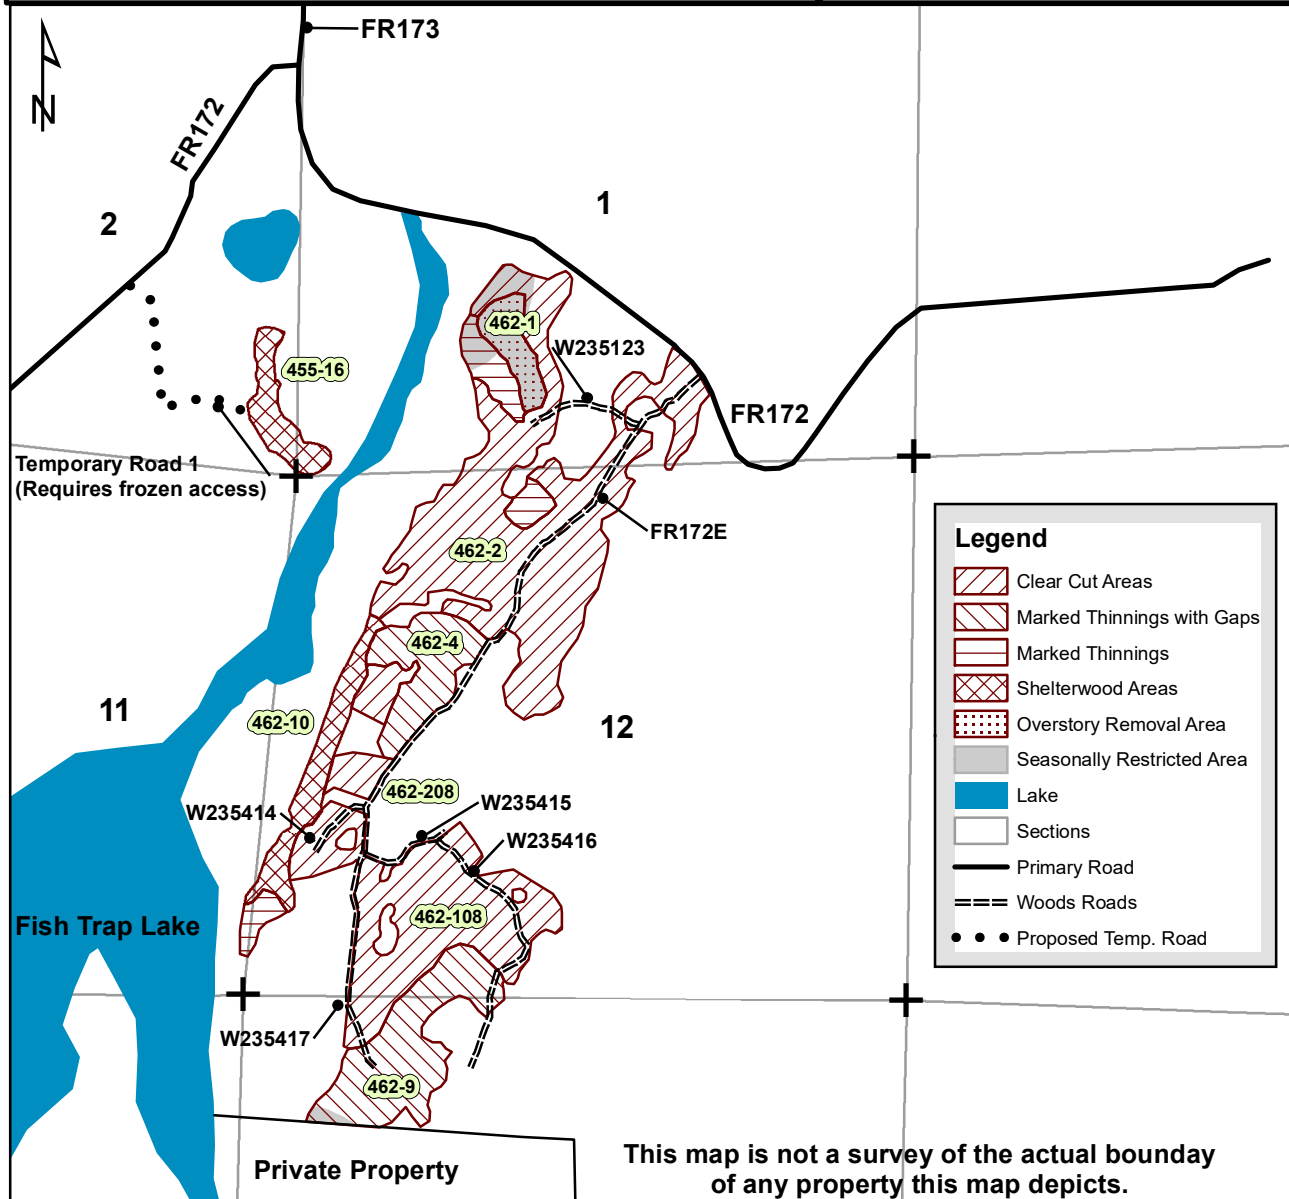 FR173
N
FR172
2
1
462-1
W235123
455-16
FR172
Temporary Road 1
(Requires frozen access)
FR172E
462-2
Legend
Clear Cut Areas
Marked Thinnings with Gaps
Marked Thinnings
Shelterwood Areas
Overstory Removal Area
Seasonally Restricted Area
Lake
Sections
Primary Road
Woods Roads
Proposed Temp. Road
462-4
11
462-10
12
462-208
W235414
W235415
W235416
462-108
Fish Trap Lake
W235417
462-9
Private Property
This map is not a survey of the actual bounday
of any property this map depicts.